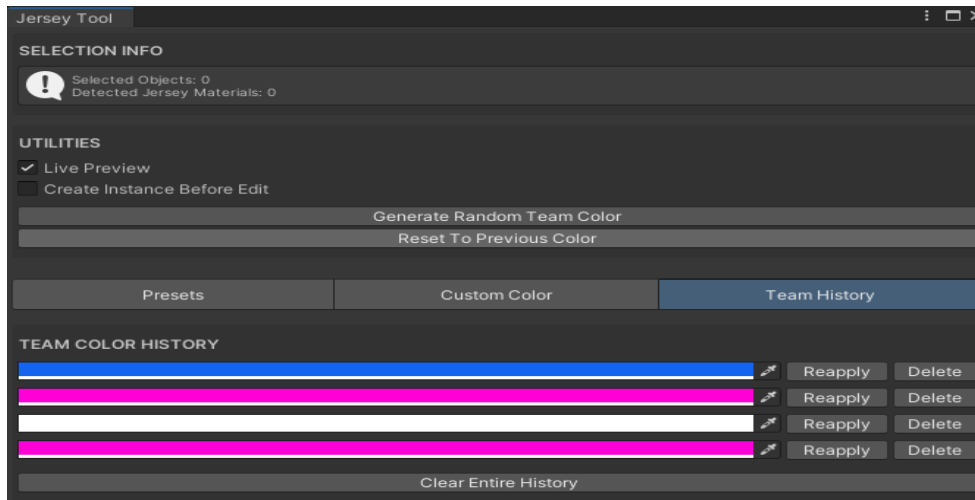 Jersey Tool
SELECTION INFO
Selected Objects: 0
Detected Jersey Materials: 0
UTILITIES
Live Preview
Create Instance Before Edit
Generate Random Team Color
Reset To Previous Color
Presets Custom Color Team History
TEAM COLOR HISTORY
Reapply Delete
Reapply Delete
Reapply Delete
Reapply Delete
Clear Entire History